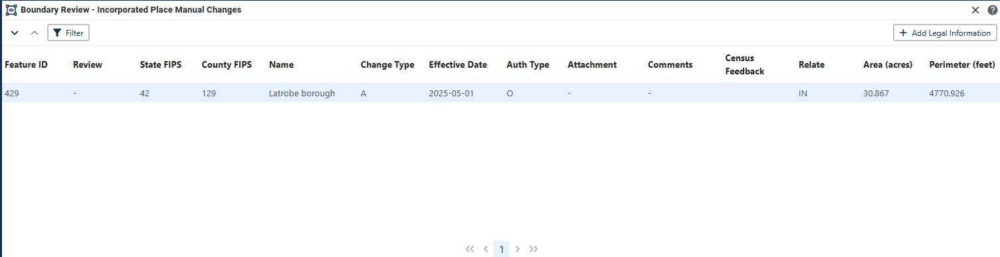 Boundary Review - Incorporated Place Manual Changes
Filter
Add Legal Information
Feature ID Review State FIPS County FIPS Name Change Type Effective Date Auth Type Attachment Comments Census Feedback Relate Area (acres) Perimeter (feet)
429 - 42 129 Latrobe borough A 2025-05-01 O - - IN 30.867 4770.926
1